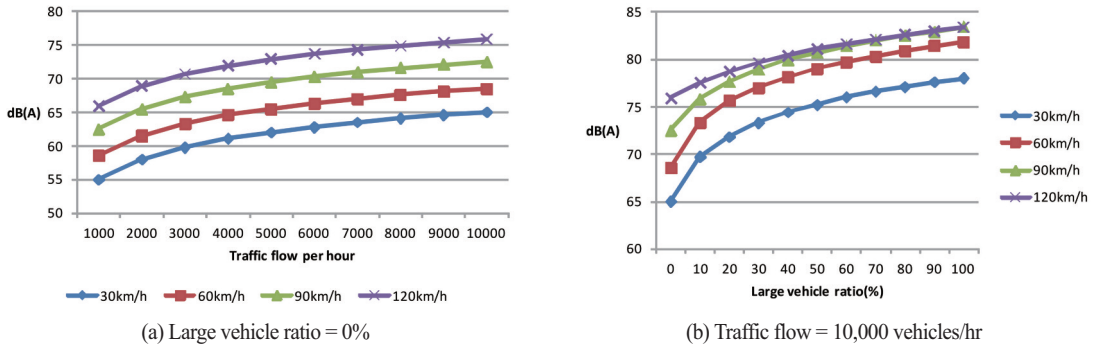 80
75
70
dB(A) 65
60
55
50
1000 2000 3000 4000 5000 6000 7000 8000 9000 10000
Traffic flow per hour
30km/h 60km/h 90km/h 120km/h
(a) Large vehicle ratio = 0%
85
80
75
dB(A)
70
65
60
0 10 20 30 40 50 60 70 80 90 100
Large vehicle ratio(%)
30km/h
60km/h
90km/h
120km/h
(b) Traffic flow = 10,000 vehicles/hr